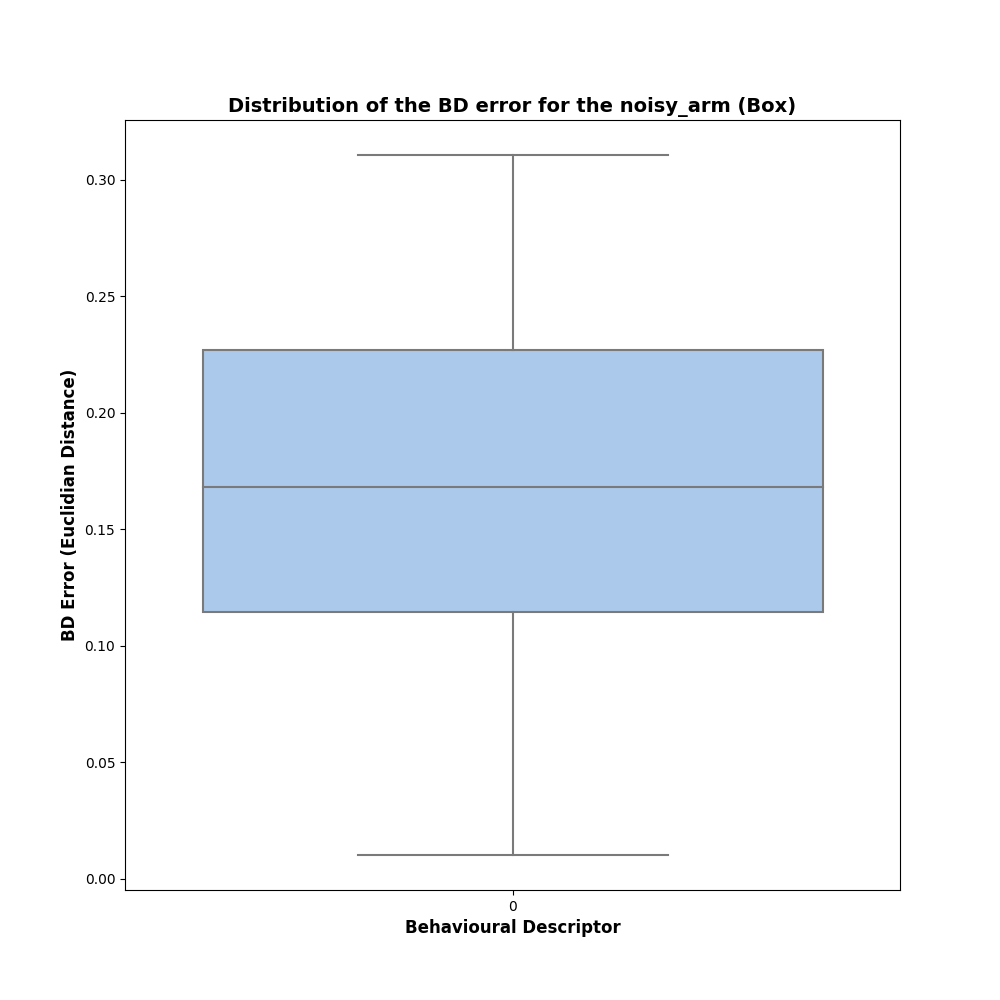 Distribution of the BD error for the noisy_arm (Box)
0.30
0.25
0.20
0.15
0.10
0.05
0.00
BD Error (Euclidian Distance)
0
Behavioural Descriptor